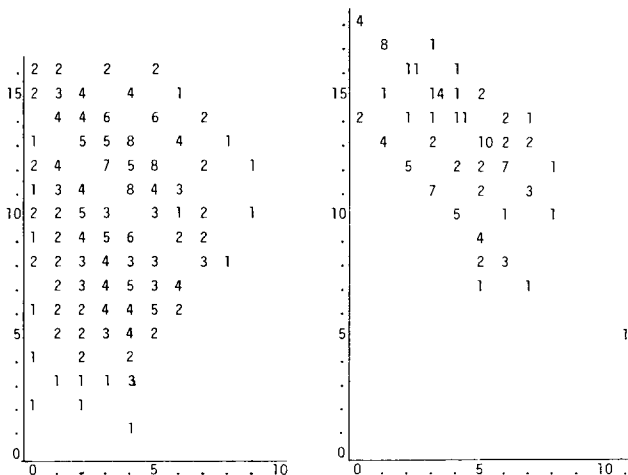 . 2 2 2 2
15 2 3 4 4 1
. 4 4 6 6 2
. 1 5 5 8 4 1
. 2 4 7 5 8 2 1
. 1 3 4 8 4 3
10 2 2 5 3 3 1 2 1
. 1 2 4 5 6 2 2
. 2 2 3 4 3 3 3 1
. 2 3 4 5 3 4
. 1 2 2 4 4 5 2
5 2 2 3 4 2
. 1 2 2
. 1 1 1 3
. 1 1
. 1
0
0 . . . . 5 . . . . 10
. 4
. 8 1
. 11 1
15 1 14 1 2
. 2 1 1 11 2 1
. 4 2 10 2 2
. 5 2 2 7 1
. 7 2 3
10 5 1 1
. 4
. 2 3
. 1 1
.
5 1
.
.
.
.
0
0 . . . . 5 . . . . 10 .